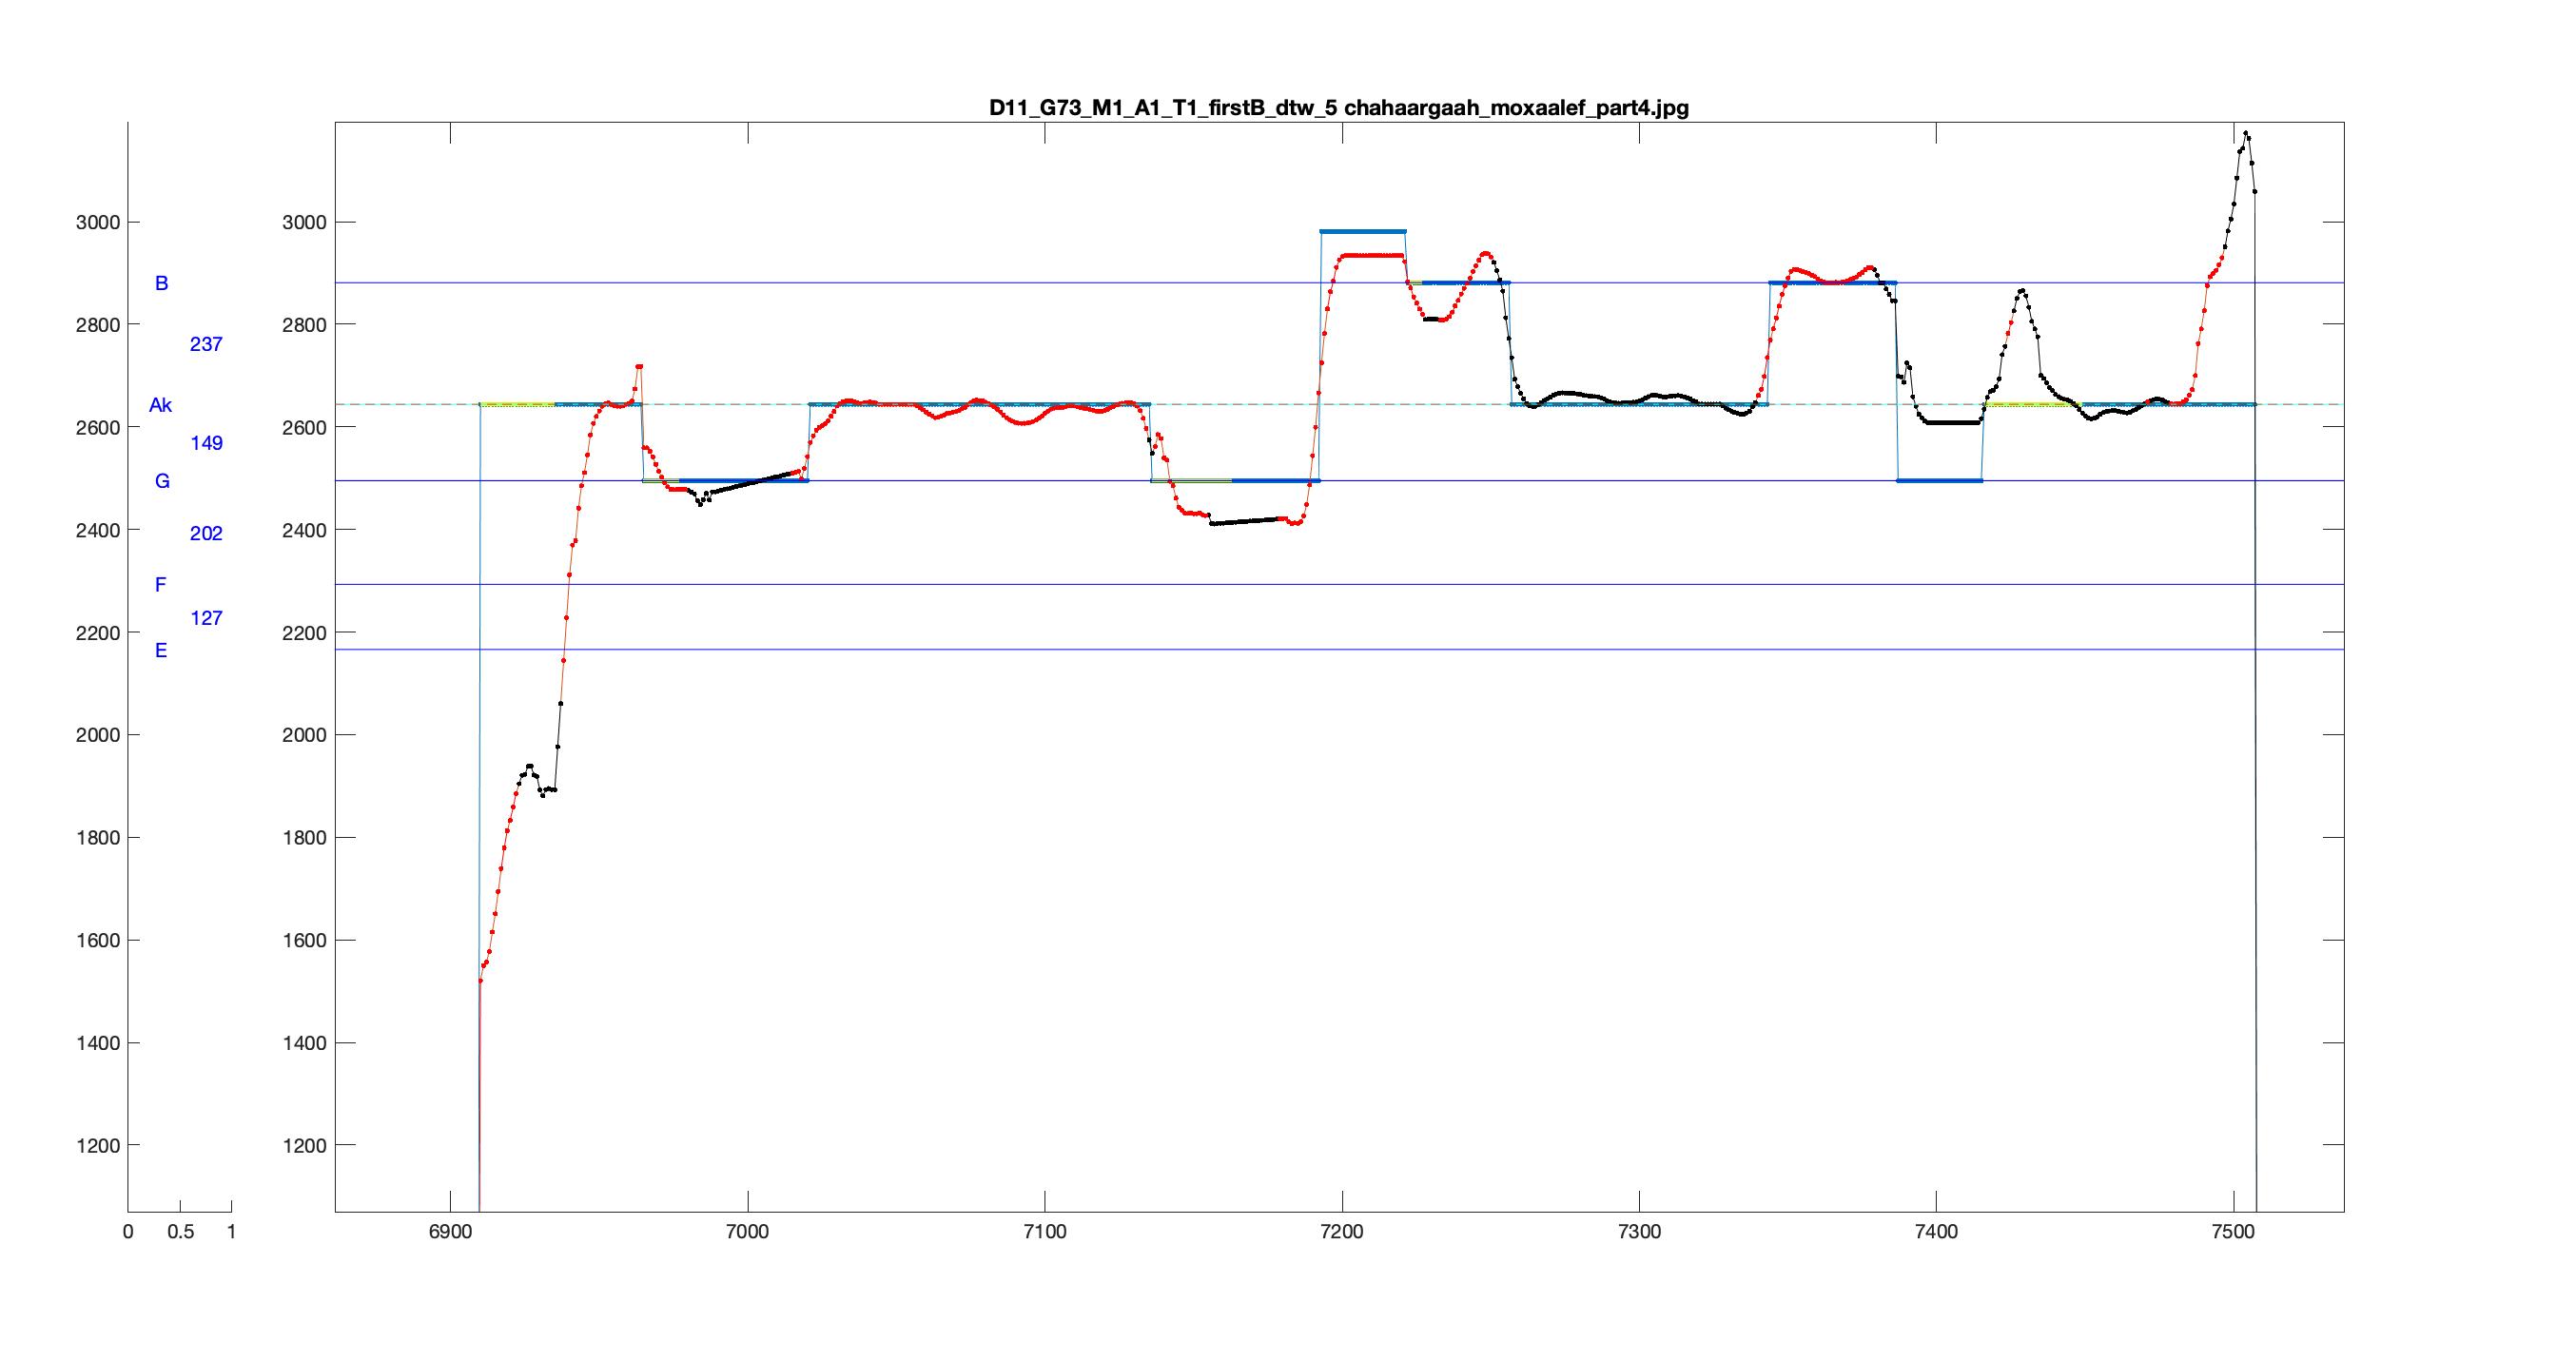 D11_G73_M1_A1_T1_firstB_dtw_5 chahaargaah_moxaalef_part4.jpg
3000 3000
B
2800 2800
237
Ak
2600 2600
149
G
2400 202 2400
F
127
2200 2200
E
2000 2000
1800 1800
1600 1600
1400 1400
1200 1200
0 0.5 1 6900 7000 7100 7200 7300 7400 7500